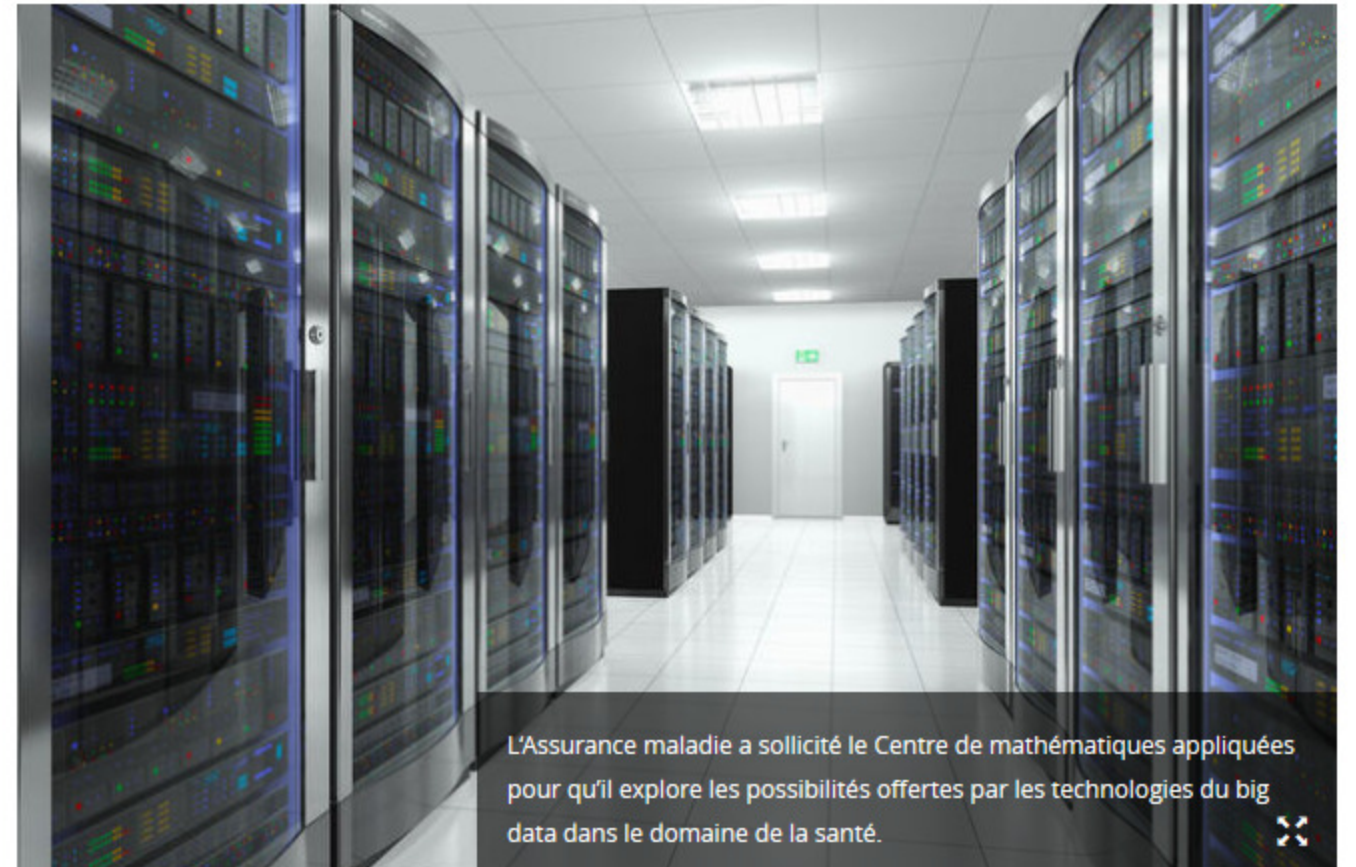 L'Assurance maladie a sollicité le Centre de mathématiques appliquées
pour qu'il explore les possibilités offertes par les technologies du big
data dans le domaine de la santé.